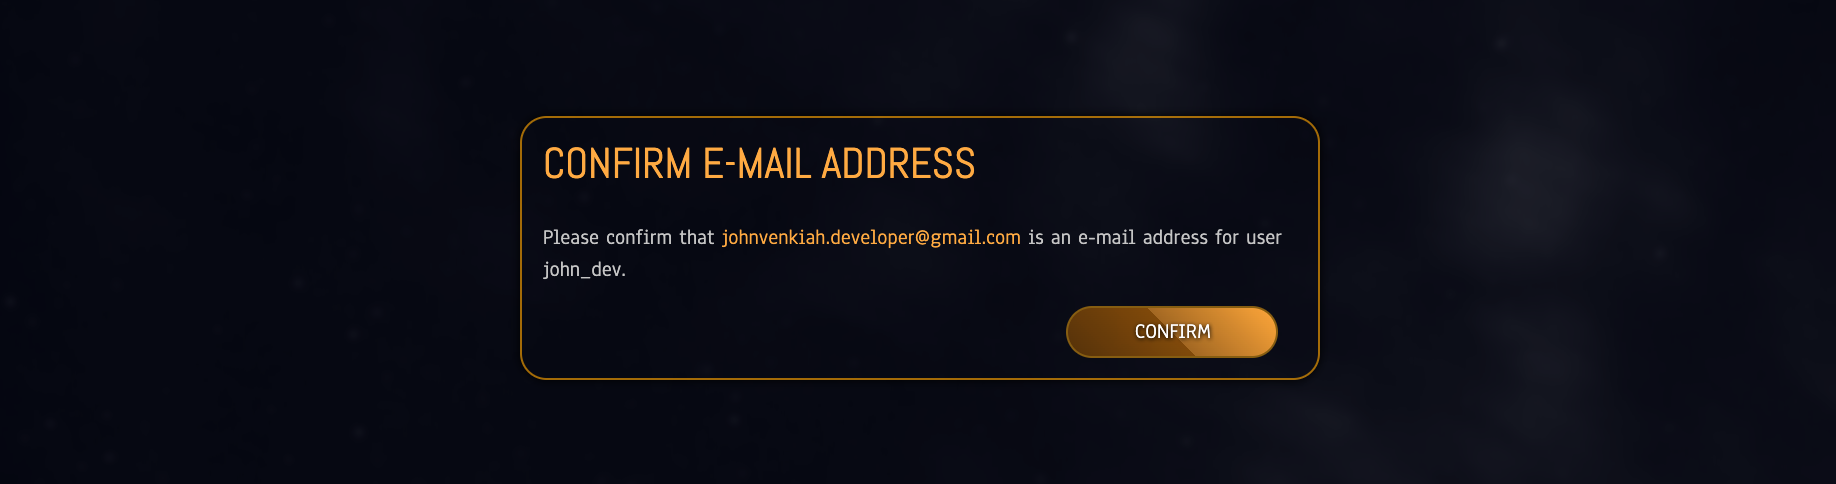 CONFIRM E-MAIL ADDRESS
Please confirm that johnvenkiah.developer@gmail.com is an e-mail address for user
john_dev.
CONFIRM